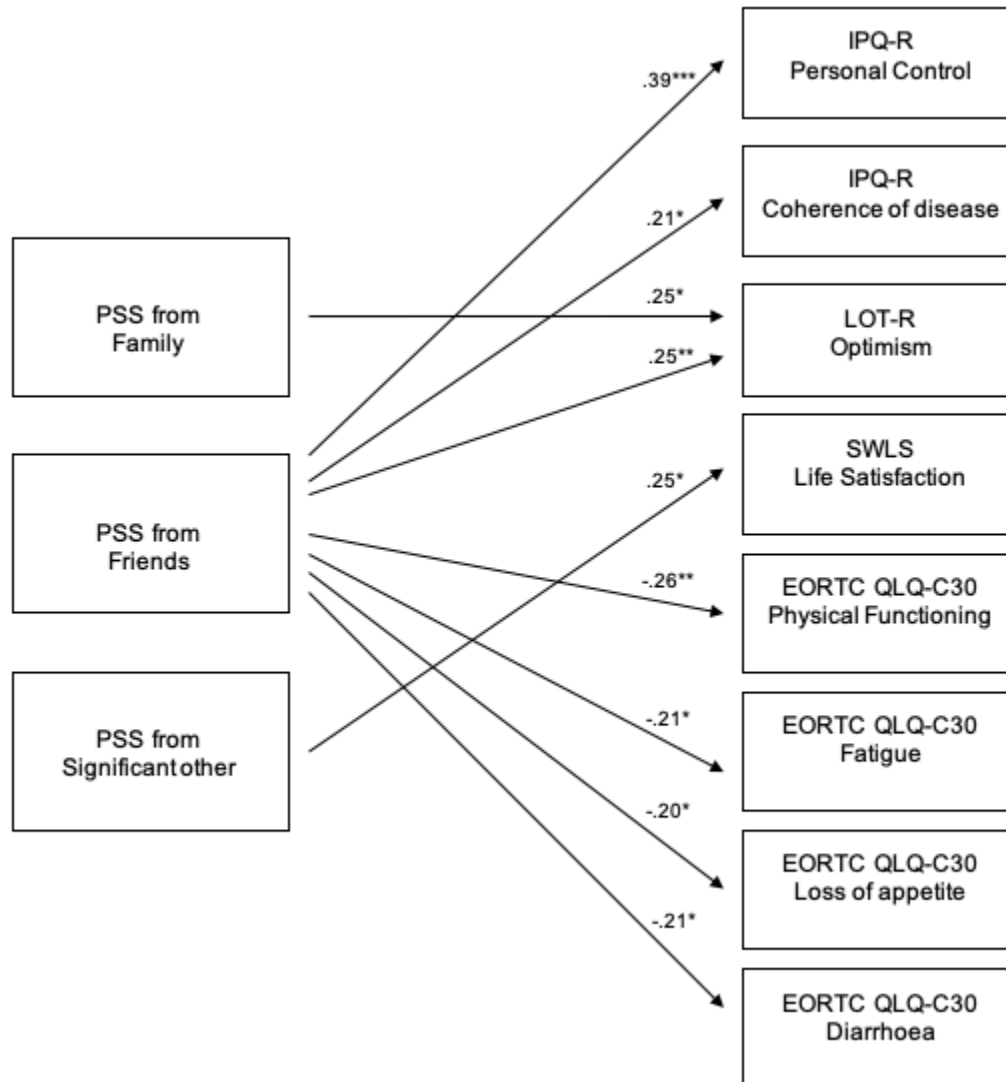 IPQ-R
Personal Control
.39***
IPQ-R
Coherence of disease
.21*
PSS from
Family
.25*
LOT-R
Optimism
.25**
SWLS
Life Satisfaction
.25*
PSS from
Friends
-.26**
EORTC QLQ-C30
Physical Functioning
PSS from
Significant other
-.21*
EORTC QLQ-C30
Fatigue
-.20*
EORTC QLQ-C30
Loss of appetite
-.21*
EORTC QLQ-C30
Diarrhoea